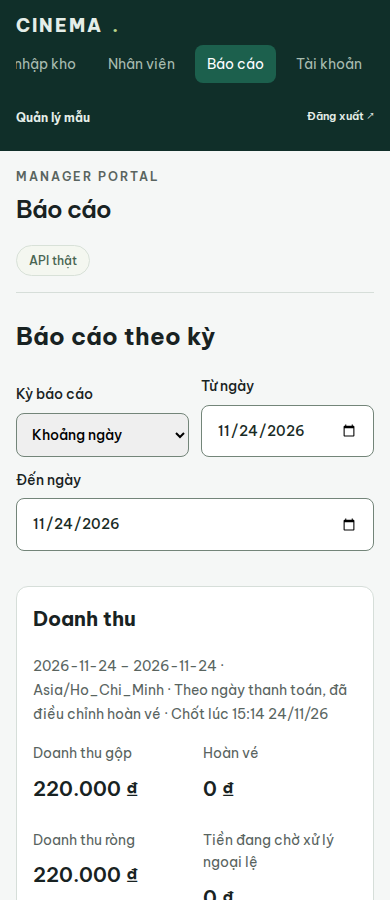 CINEMA .
nhập kho Nhân viên Báo cáo Tài khoản
Quản lý mẫu Đăng xuất ↗
MANAGER PORTAL
Báo cáo
API thật
Báo cáo theo kỳ
Kỳ báo cáo
Từ ngày
Khoảng ngày
11/24/2026
Đến ngày
11/24/2026
Doanh thu
2026-11-24 – 2026-11-24 ·
Asia/Ho_Chi_Minh · Theo ngày thanh toán, đã
điều chỉnh hoàn vé · Chốt lúc 15:14 24/11/26
Doanh thu gộp
Hoàn vé
220.000 ₫
0 ₫
Doanh thu ròng
Tiền đang chờ xử lý
ngoại lệ
220.000 ₫
0 ₫